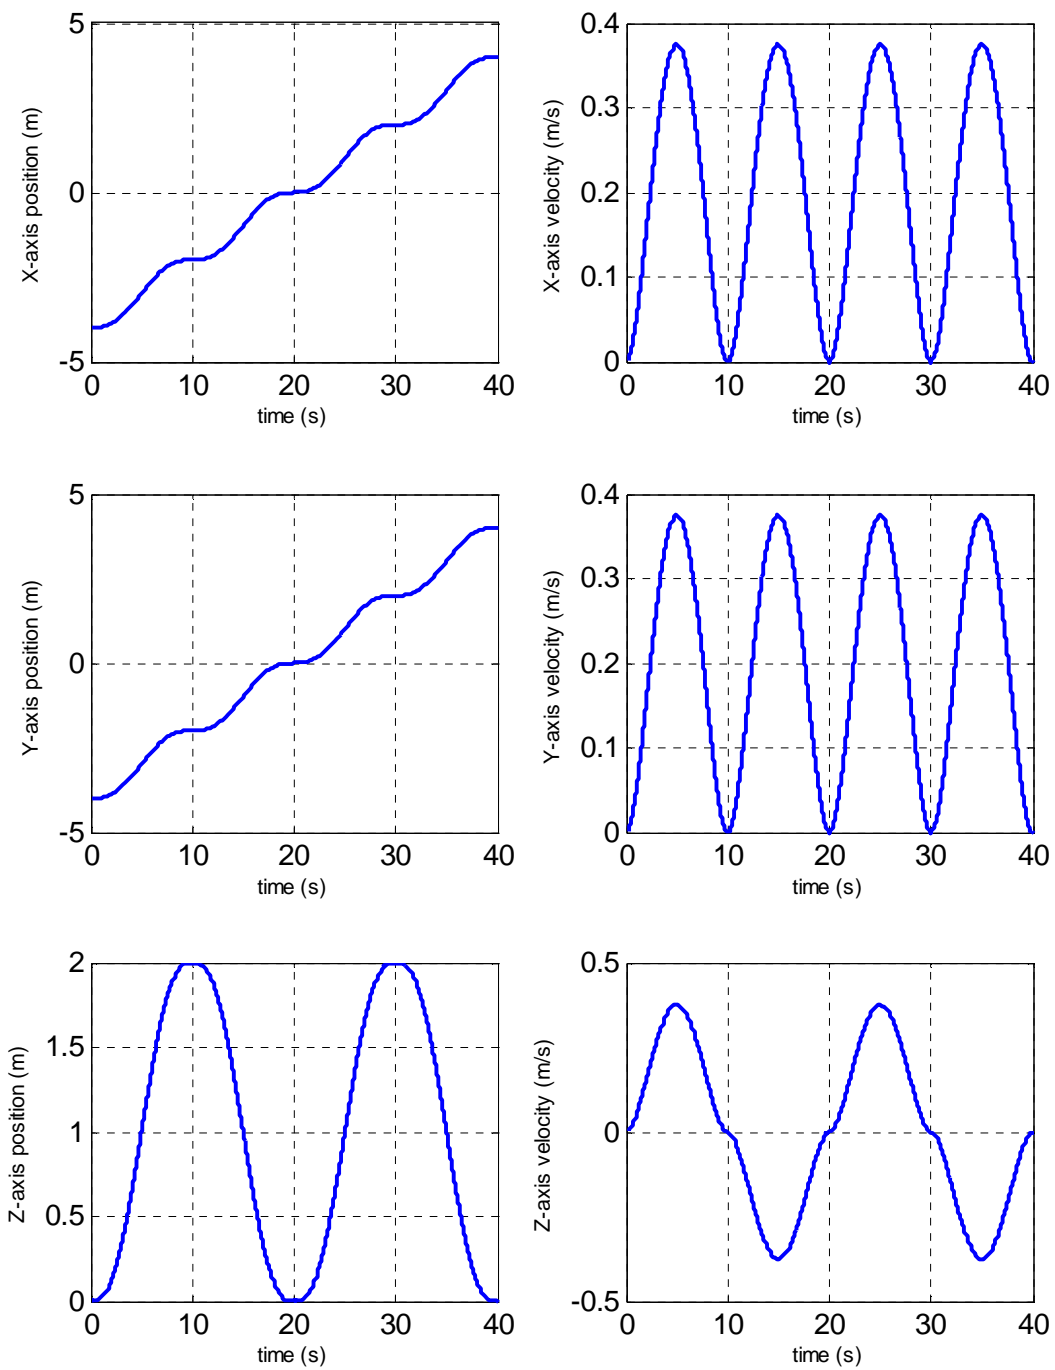 5
0
-5
X-axis position (m)
0 10 20 30 40
time (s)
0.4
0.3
0.2
0.1
0
X-axis velocity (m/s)
0 10 20 30 40
time (s)
5
0
-5
Y-axis position (m)
0 10 20 30 40
time (s)
0.4
0.3
0.2
0.1
0
Y-axis velocity (m/s)
0 10 20 30 40
time (s)
2
1.5
1
0.5
0
Z-axis position (m)
0 10 20 30 40
time (s)
0.5
0
-0.5
Z-axis velocity (m/s)
0 10 20 30 40
time (s)